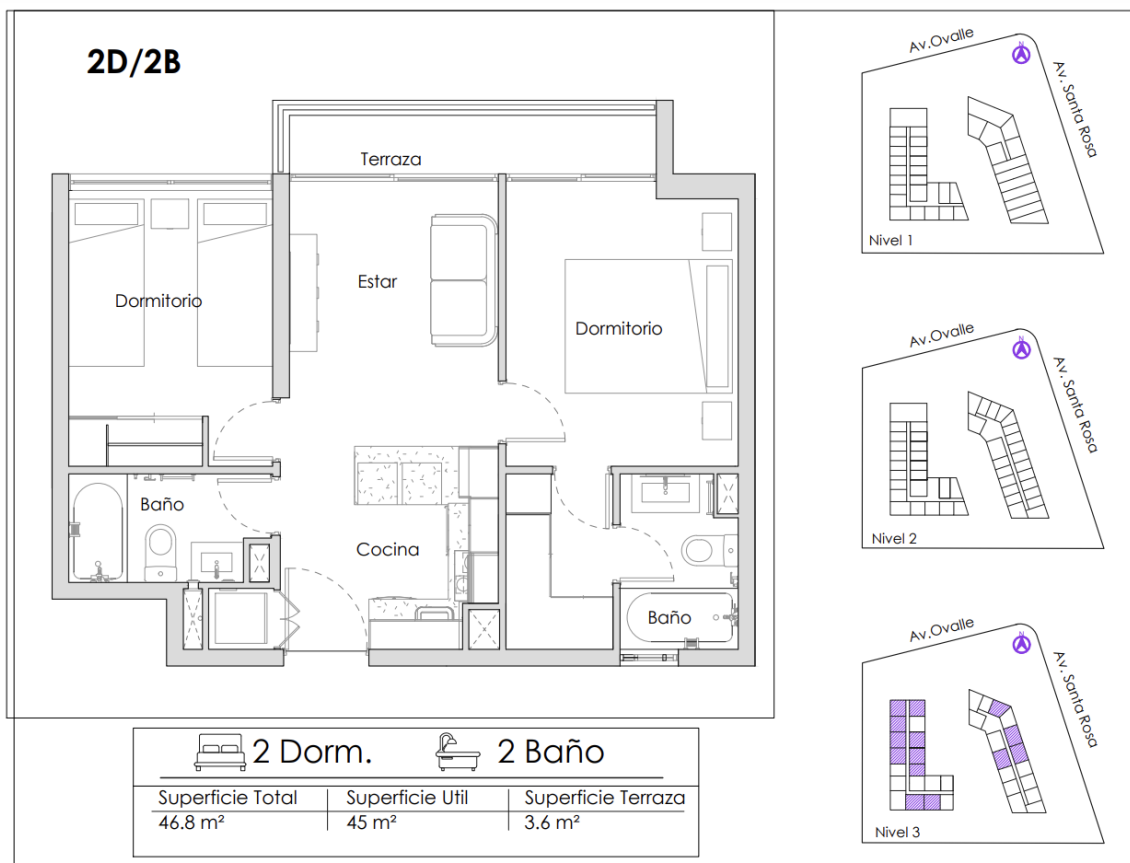 2D/2B
Terraza
Dormitorio
Estar
Dormitorio
Baño
Cocina
Baño
2 Dorm.
2 Baño
Superficie Total
Superficie Util
Superficie Terraza
46.8 m²
45 m²
3.6 m²
Av.Ovalle
N
Av. Santa Rosa
Nivel 1
Av.Ovalle
N
Av. Santa Rosa
Nivel 2
Av.Ovalle
N
Av. Santa Rosa
Nivel 3